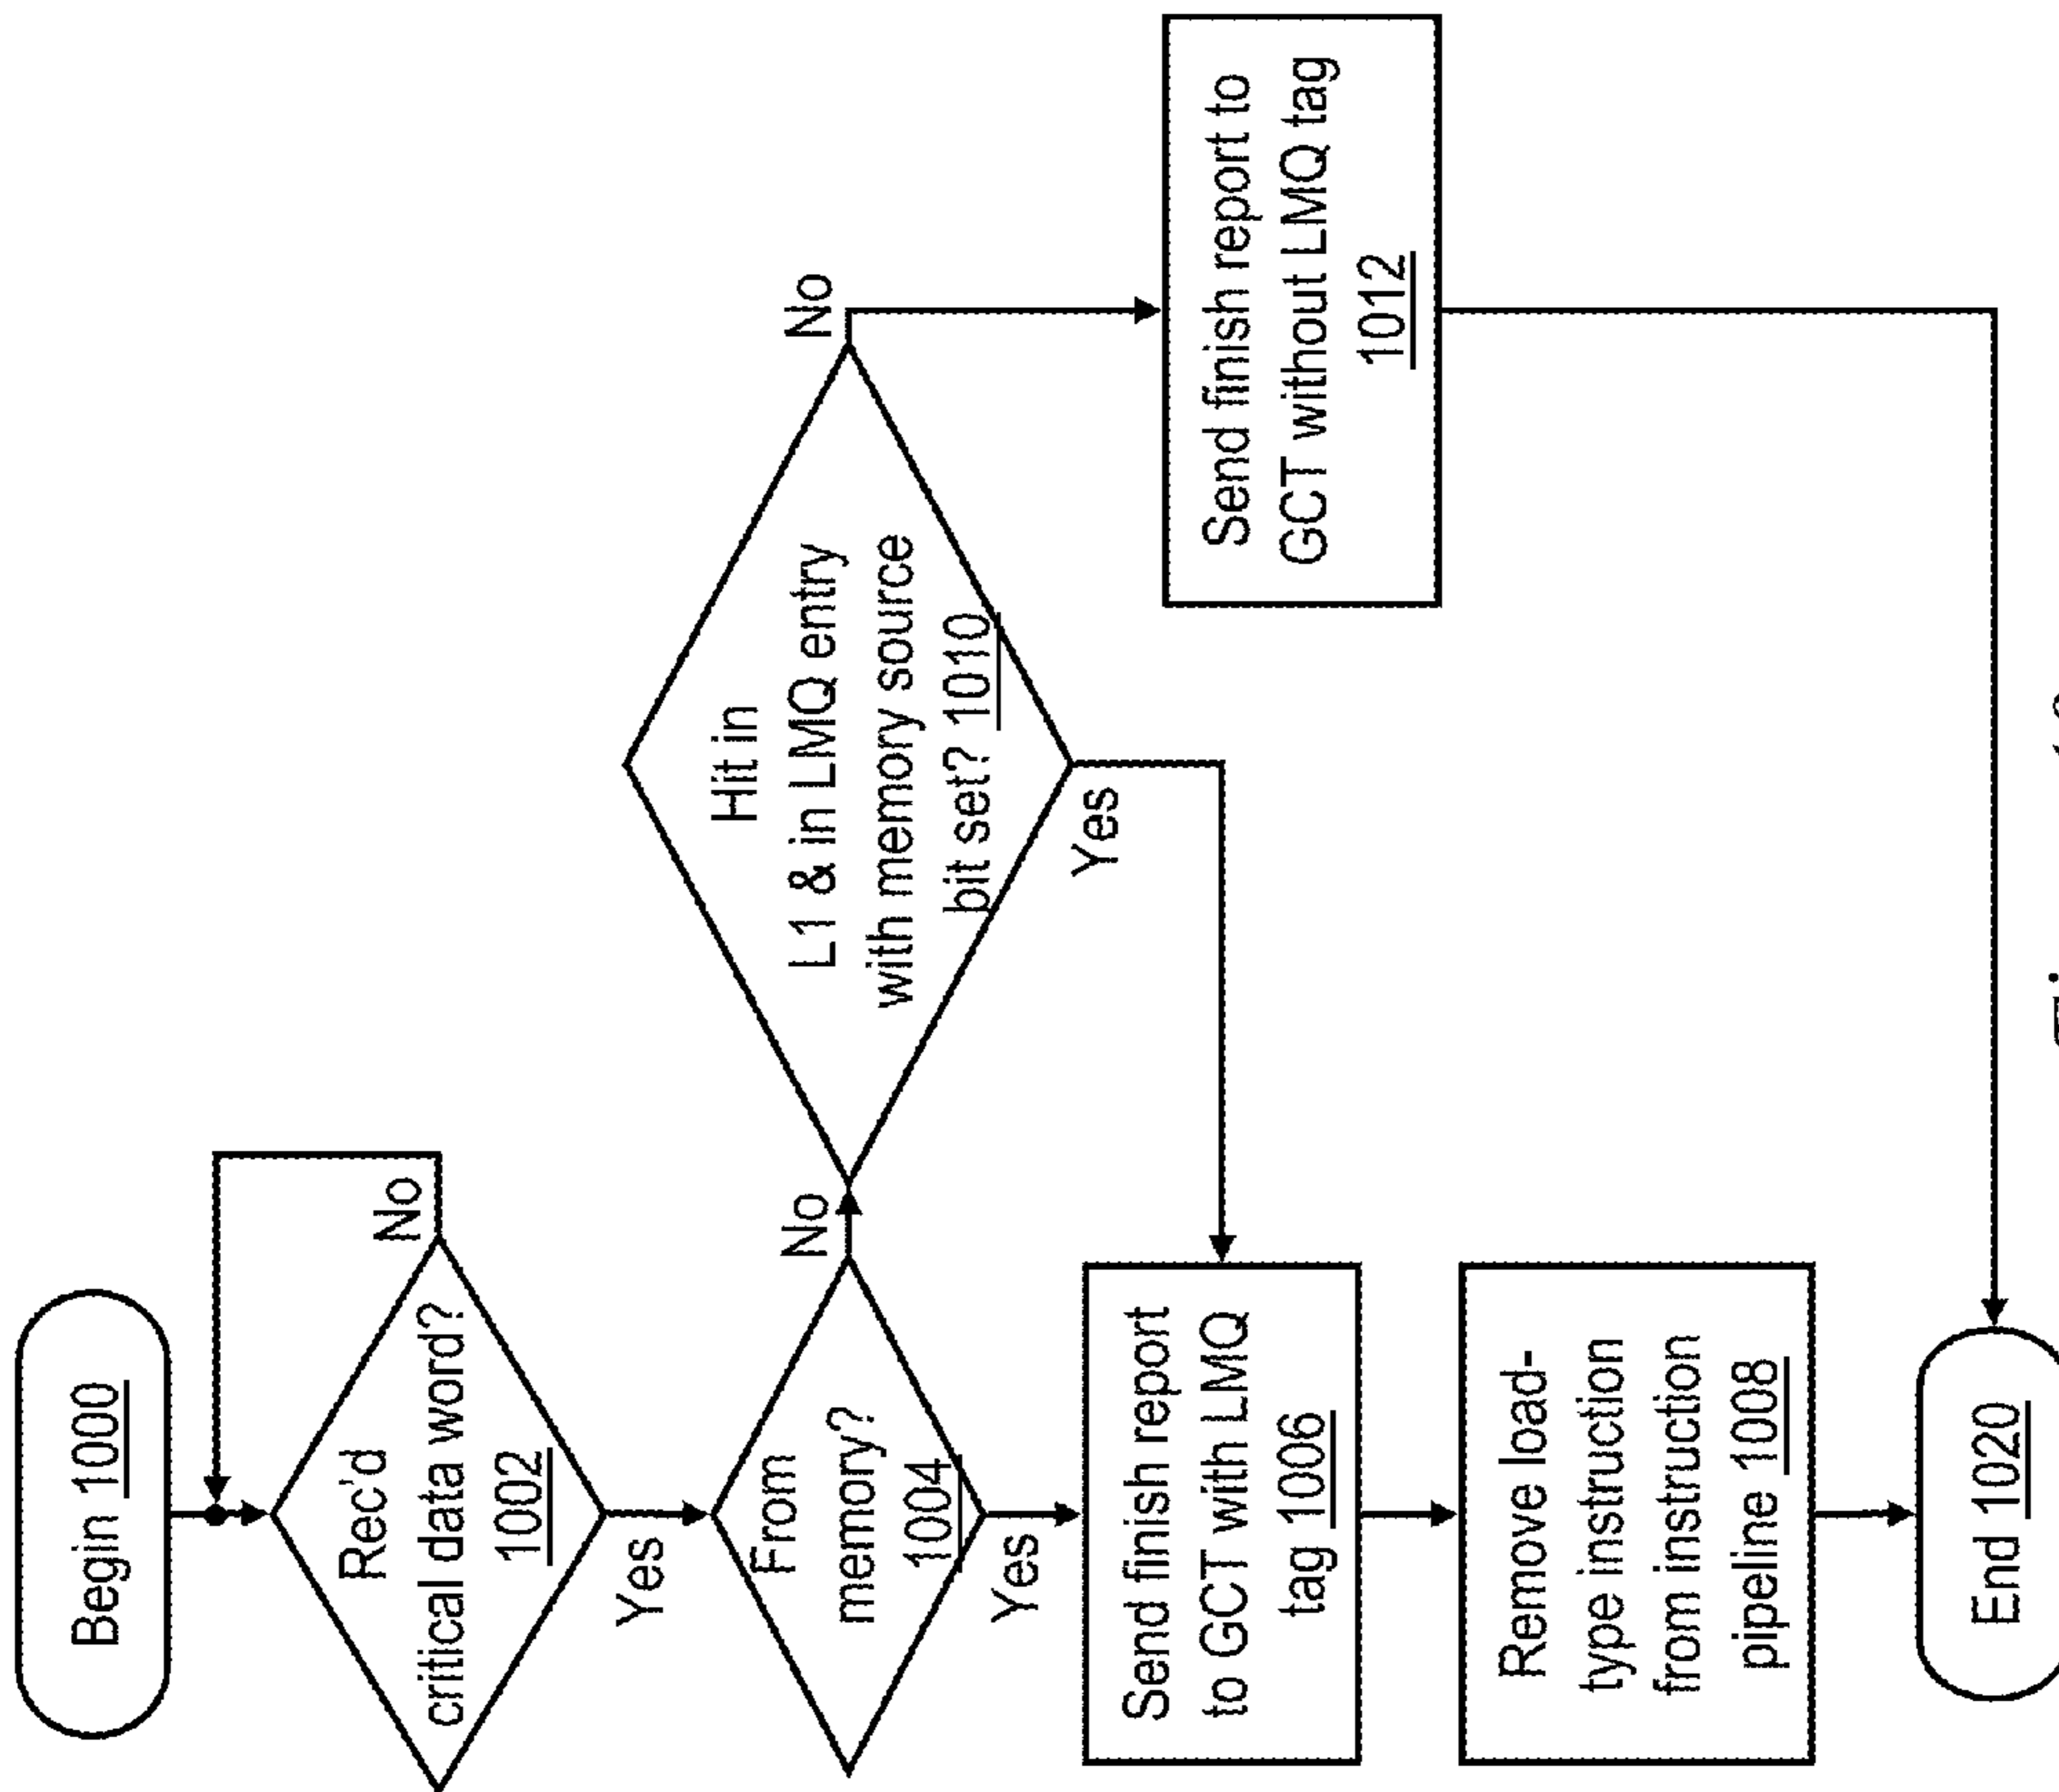 Begin 1000
Rec'd
critical data word?
1002
No
Yes
From
memory?
1004
No
Yes
Hit in
L1 & in LMQ entry
with memory source
bit set? 1010
No
Yes
Send finish report
to GCT with LMQ
tag 1006
Send finish report to
GCT without LMQ tag
1012
Remove load-
type instruction
from instruction
pipeline 1008
End 1020